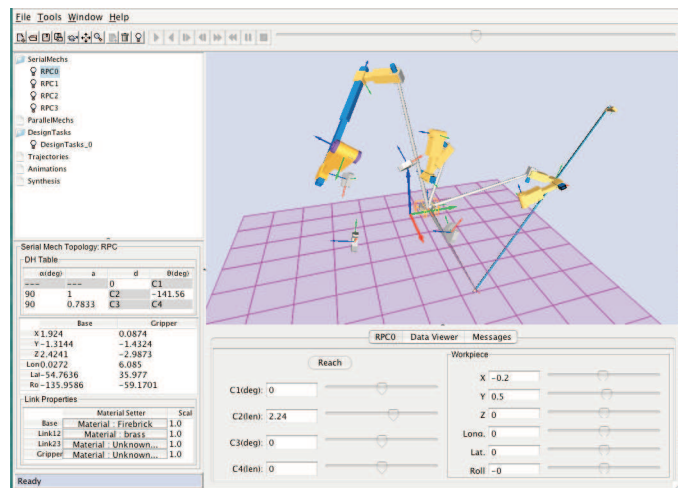 File Tools Window Help
SerialMechs
RPC0
RPC1
RPC2
RPC3
ParallelMechs
DesignTasks
DesignTasks_0
Trajectories
Animations
Synthesis
Serial Mech Topology: RPC
DH Table
α(deg) a d θ(deg)
--- --- 0 C1
90 1 C2 -141.56
90 0.7833 C3 C4
Base Gripper
X 1.924 0.0874
Y -1.3144 -1.4324
Z 2.4241 -2.9873
Lon 0.0272 6.085
Lat -54.7636 35.977
Ro -135.9586 -59.1701
Link Properties
Material Setter Scal
Base Material : Firebrick 1.0
Link12 Material : brass 1.0
Link23 Material : Unknown... 1.0
Gripper Material : Unknown... 1.0
Ready
RPC0 Data Viewer Messages
Reach
C1(deg): 0
C2(len): 2.24
C3(deg): 0
C4(len): 0
Workpiece
X -0.2
Y 0.5
Z 0
Long. 0
Lat. 0
Roll -0